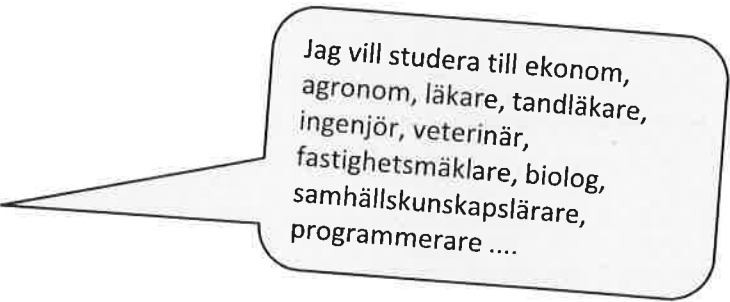 Jag vill studera till ekonom,
agronom, läkare, tandläkare,
ingenjör, veterinär,
fastighetsmäklare, biolog,
samhällskunskapslärare,
programmerare ....